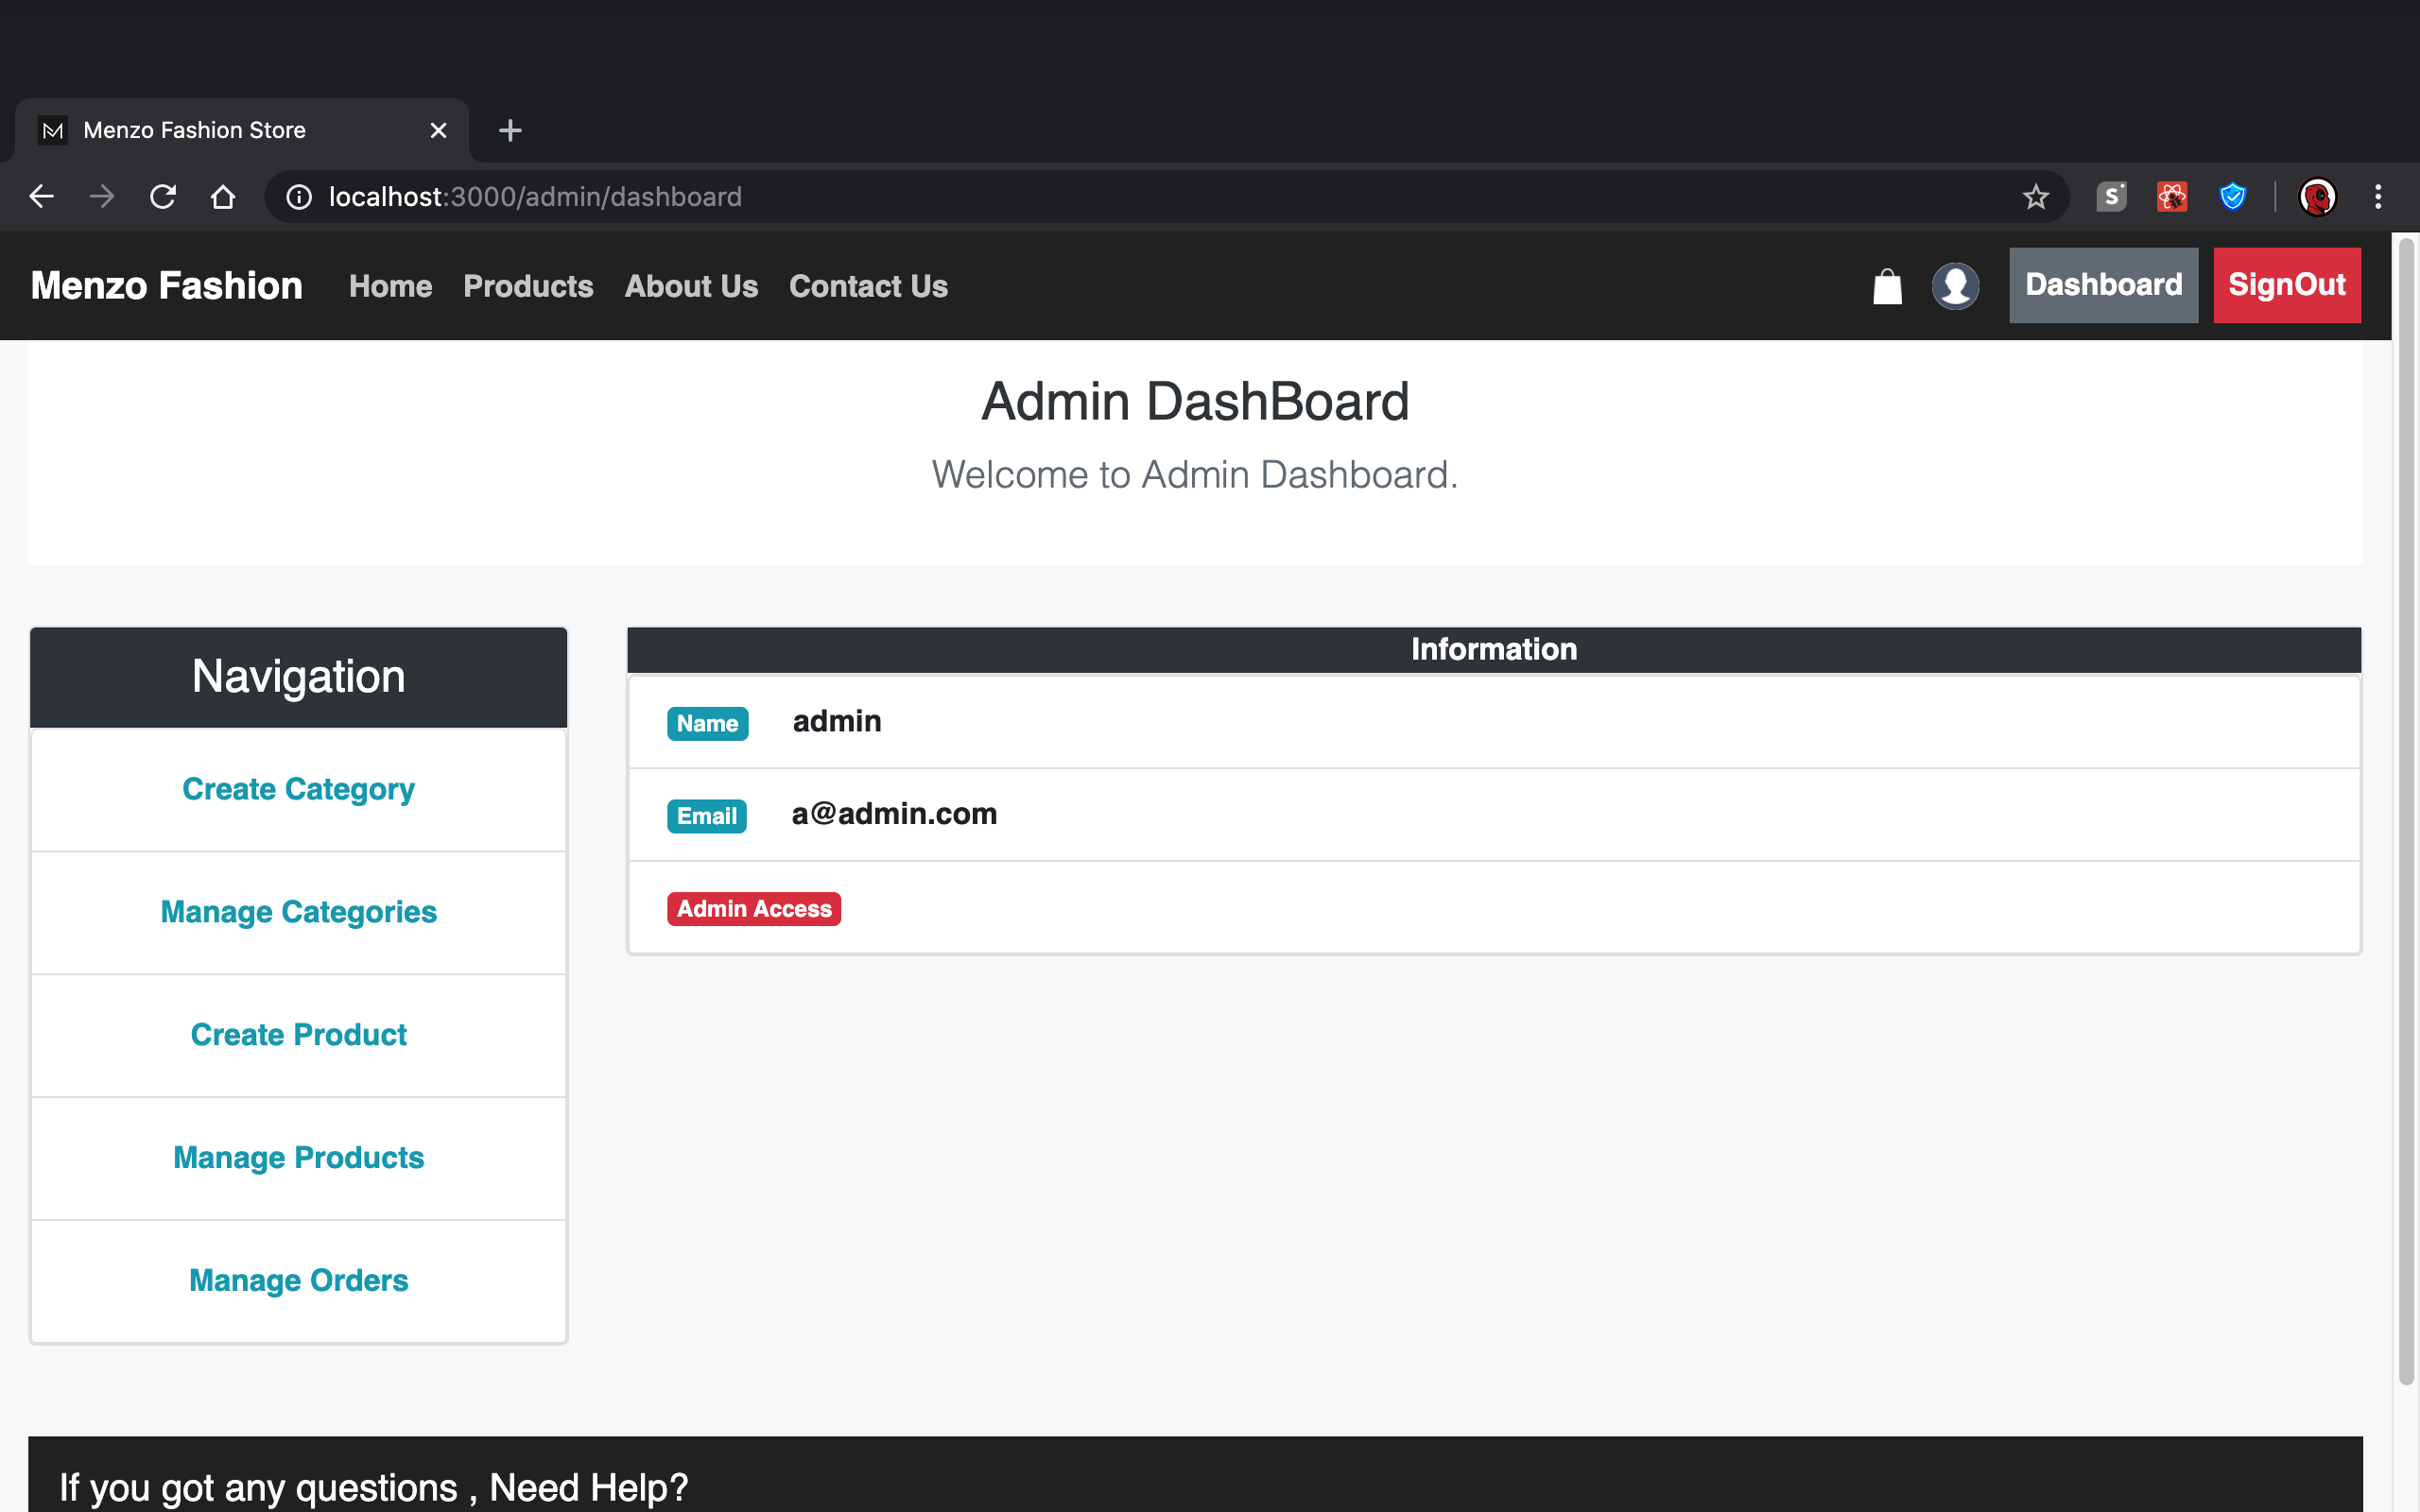 Menzo Fashion Store
localhost:3000/admin/dashboard
S
Menzo Fashion Home Products About Us Contact Us Dashboard SignOut
Admin DashBoard
Welcome to Admin Dashboard.
Navigation
Create Category
Manage Categories
Create Product
Manage Products
Manage Orders
Information
Name admin
Email a@admin.com
Admin Access
If you got any questions , Need Help?